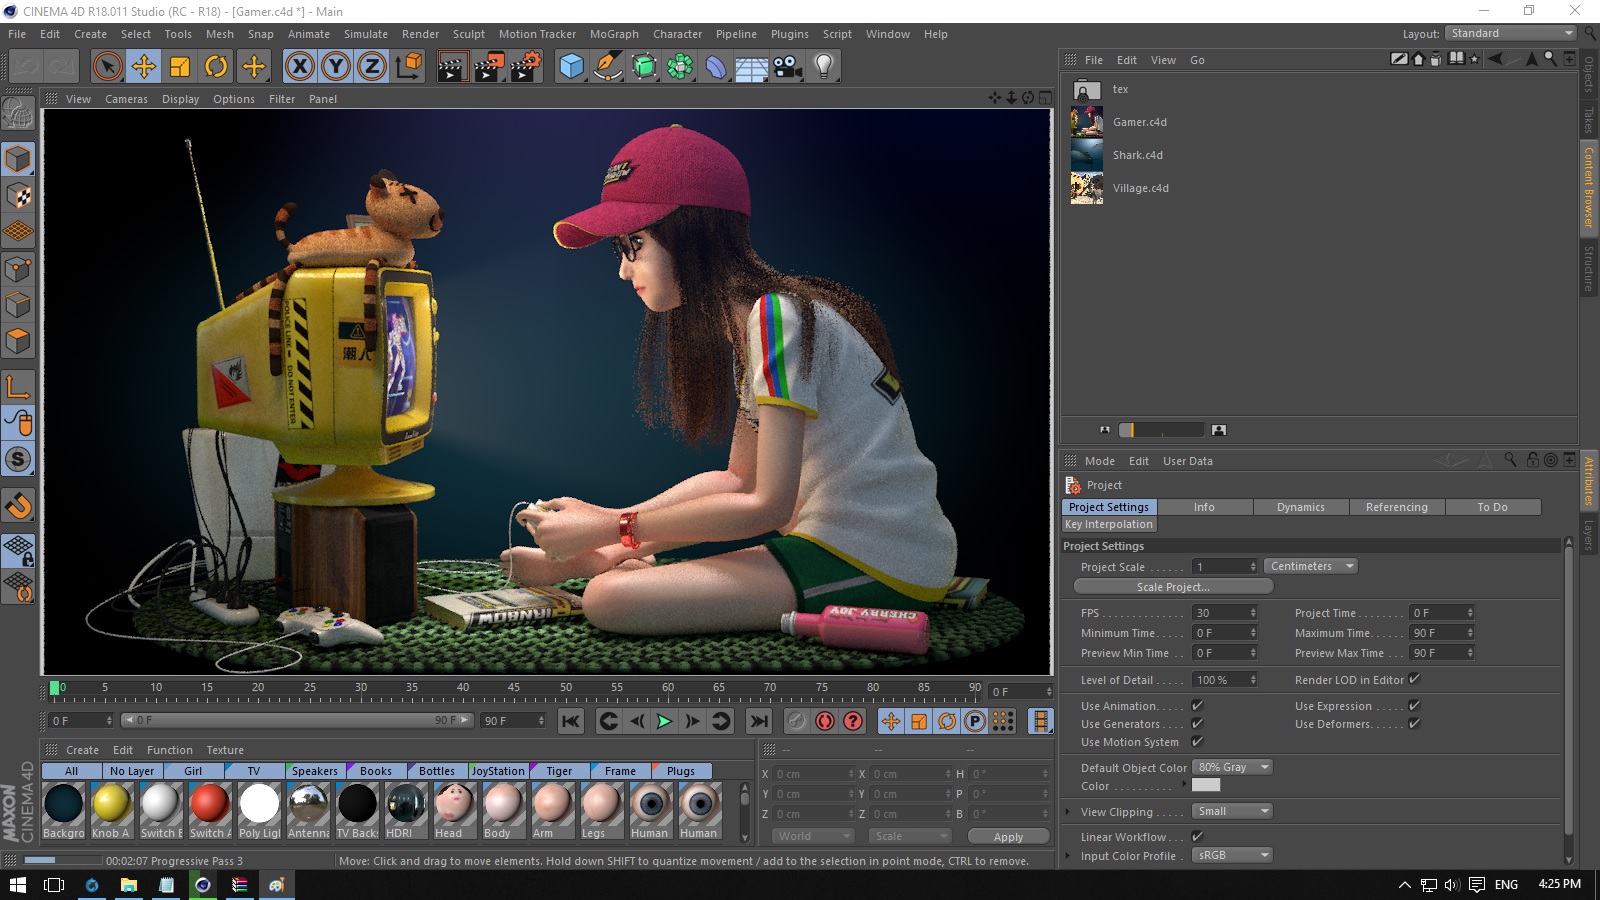 CINEMA 4D R18.011 Studio (RC - R18) - [Gamer.c4d *] - Main
File Edit Create Select Tools Mesh Snap Animate Simulate Render Sculpt Motion Tracker MoGraph Character Pipeline Plugins Script Window Help
Layout: Standard
X Y Z
View Cameras Display Options Filter Panel
File Edit View Go
tex
Gamer.c4d
Shark.c4d
Village.c4d
Objects
Takes
Content Browser
Structure
POLICE LINE DO NOT ENTER
潮人
CHERRY JOY
Mode Edit User Data
Project
Project Settings Info Dynamics Referencing To Do
Key Interpolation
Project Settings
Project Scale . . . . . . 1 Centimeters
Scale Project...
FPS . . . . . . . . . . . . . 30 Project Time . . . . . . . . 0 F
Minimum Time . . . . . 0 F Maximum Time. . . . . . 90 F
Preview Min Time . . 0 F Preview Max Time . . . 90 F
Level of Detail . . . . . 100 % Render LOD in Editor
Use Animation. . . . . Use Expression . . . . .
Use Generators . . . . Use Deformers. . . . . .
Use Motion System
Default Object Color 80% Gray
Color . . . . . . . . . .
View Clipping . . . . Small
Linear Workflow . . .
Input Color Profile . sRGB
Attributes
Layers
0 5 10 15 20 25 30 35 40 45 50 55 60 65 70 75 80 85 90 0 F
0 F 0 F 90 F 90 F
P
Create Edit Function Texture
All No Layer Girl TV Speakers Books Bottles JoyStation Tiger Frame Plugs
Backgro Knob A Switch B Switch A Poly Ligl Antenna TV Back HDRI Head Body Arm Legs Human Human
-- -- --
X 0 cm X 0 cm H 0 °
Y 0 cm Y 0 cm P 0 °
Z 0 cm Z 0 cm B 0 °
World Scale Apply
MAXON
CINEMA 4D
00:02:07 Progressive Pass 3
Move: Click and drag to move elements. Hold down SHIFT to quantize movement / add to the selection in point mode, CTRL to remove.
ENG 4:25 PM